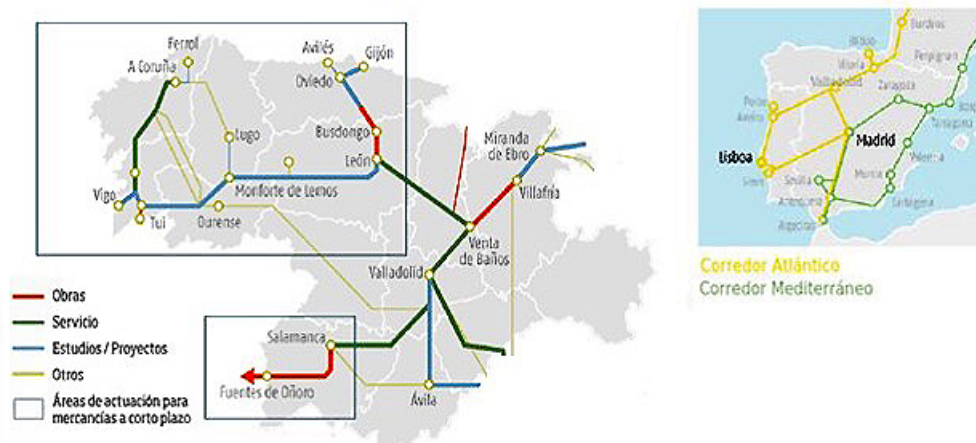 Ferrol
A Coruña
Lugo
Vigo
Tui
Ourense
Monforte de Lemos
Avilés
Gijón
Oviedo
Busdongo
León
Miranda
de Ebro
Villafría
Venta
de Baños
Valladolid
Salamanca
Fuentes de Oñoro
Ávila
Obras
Servicio
Estudios / Proyectos
Otros
Áreas de actuación para
mercancías a corto plazo
Burdeos
Bilbao
Vitoria
Valladolid
Zaragoza
Perpignan
Tarragona
Aveiro
Madrid
Lisboa
Sines
Valencia
Sevilla
Murcia
Antequera
Cartagena
Algeciras
Corredor Atlántico
Corredor Mediterráneo